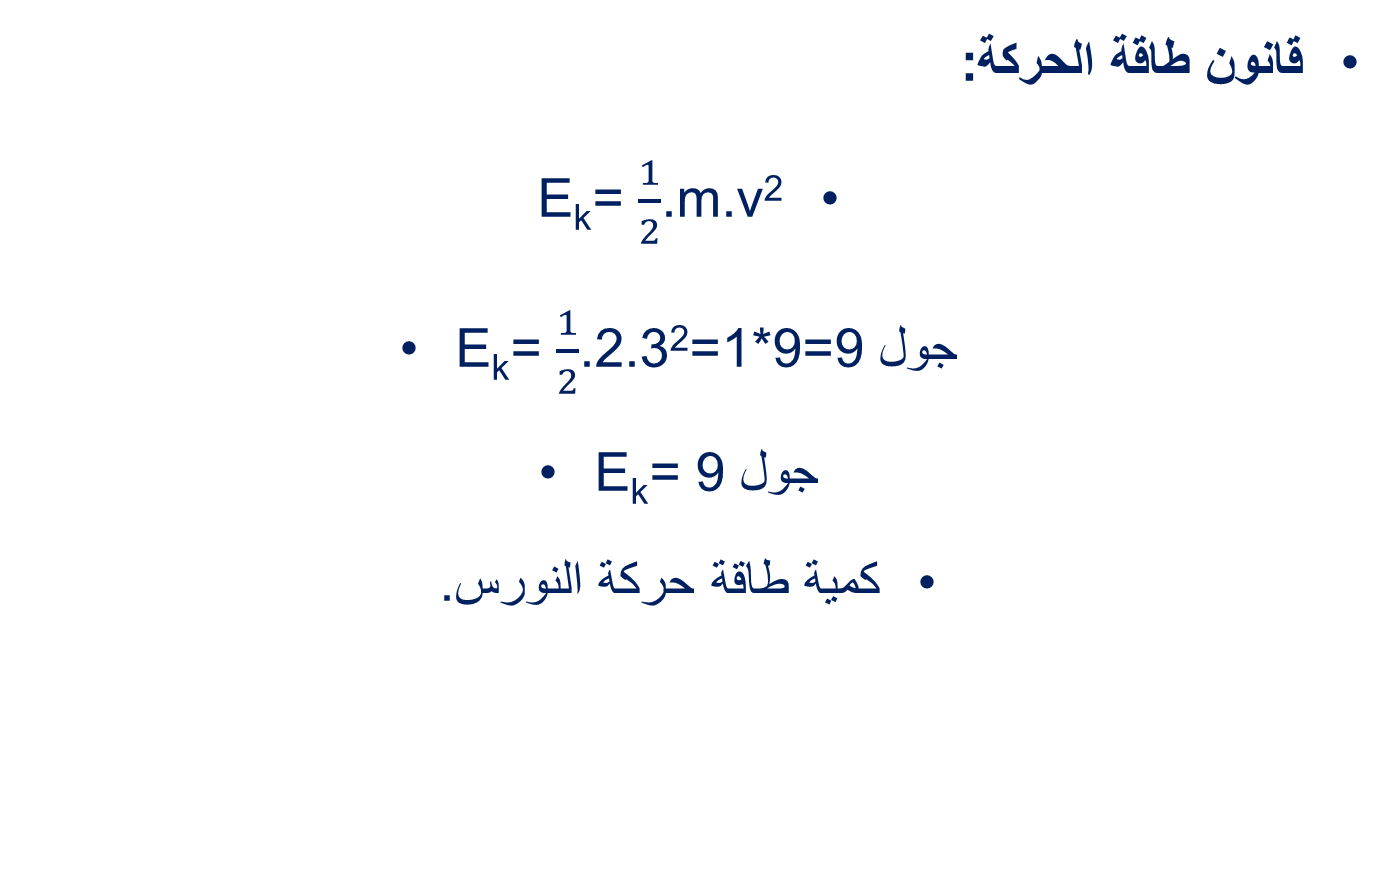 • قانون طاقة الحركة:
• Eₖ= ½.m.v²
• Eₖ= ½.2.3²=1*9=9 جول
• Eₖ= 9 جول
• كمية طاقة حركة النورس.